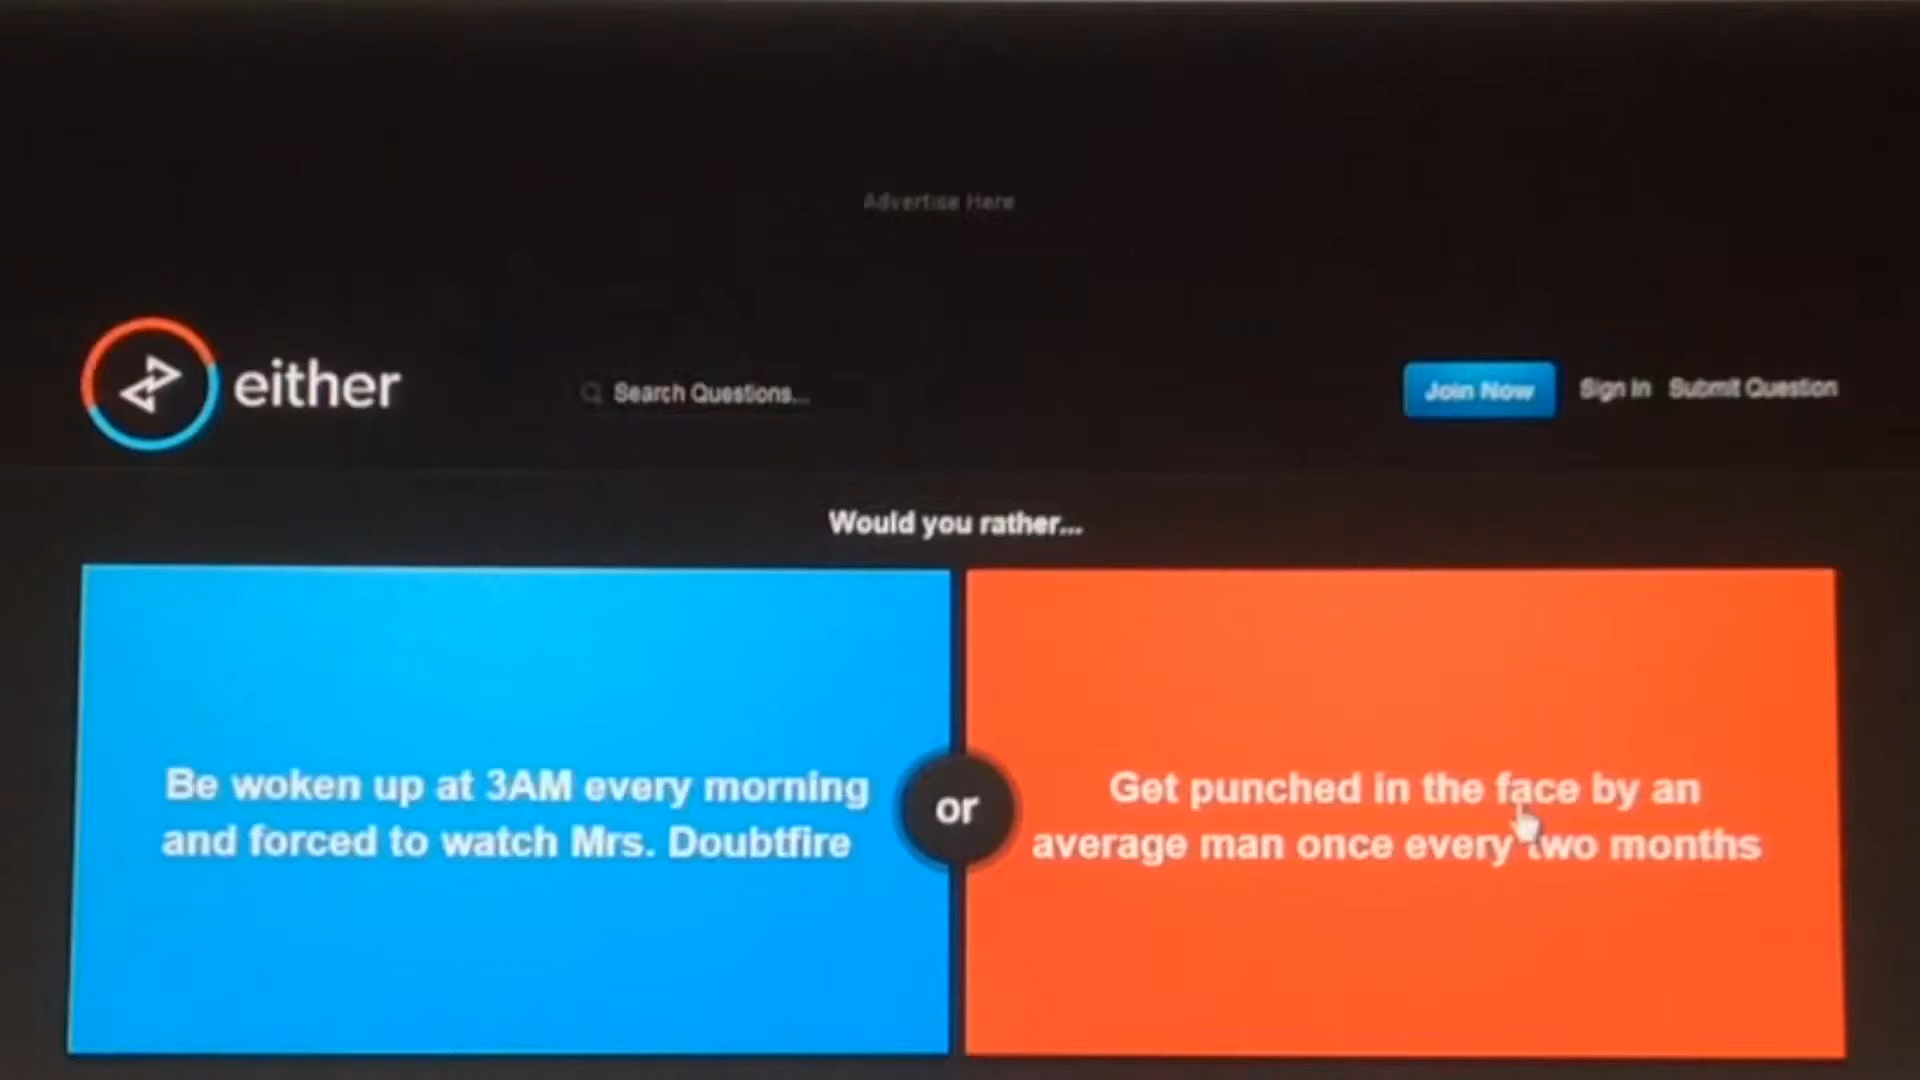 Advertise Here
either
Search Questions...
Join Now
Sign In
Submit Question
Would you rather...
Be woken up at 3AM every morning
and forced to watch Mrs. Doubtfire
or
Get punched in the face by an
average man once every two months